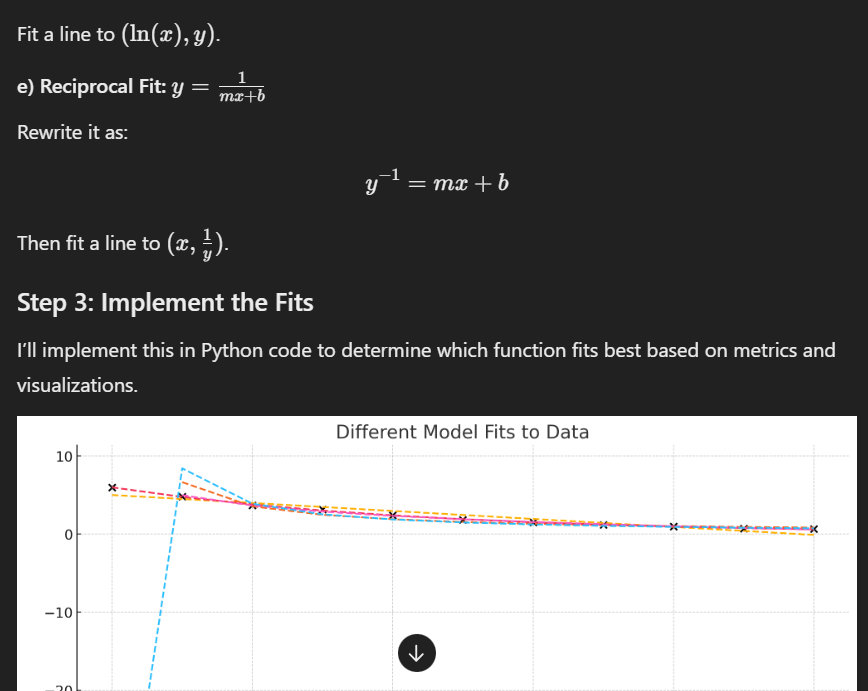 Fit a line to (ln(x), y).
e) Reciprocal Fit: y = 1/(mx+b)
Rewrite it as:
y⁻¹ = mx + b
Then fit a line to (x, 1/y).
Step 3: Implement the Fits
I'll implement this in Python code to determine which function fits best based on metrics and
visualizations.
Different Model Fits to Data
10
0
−10
−20